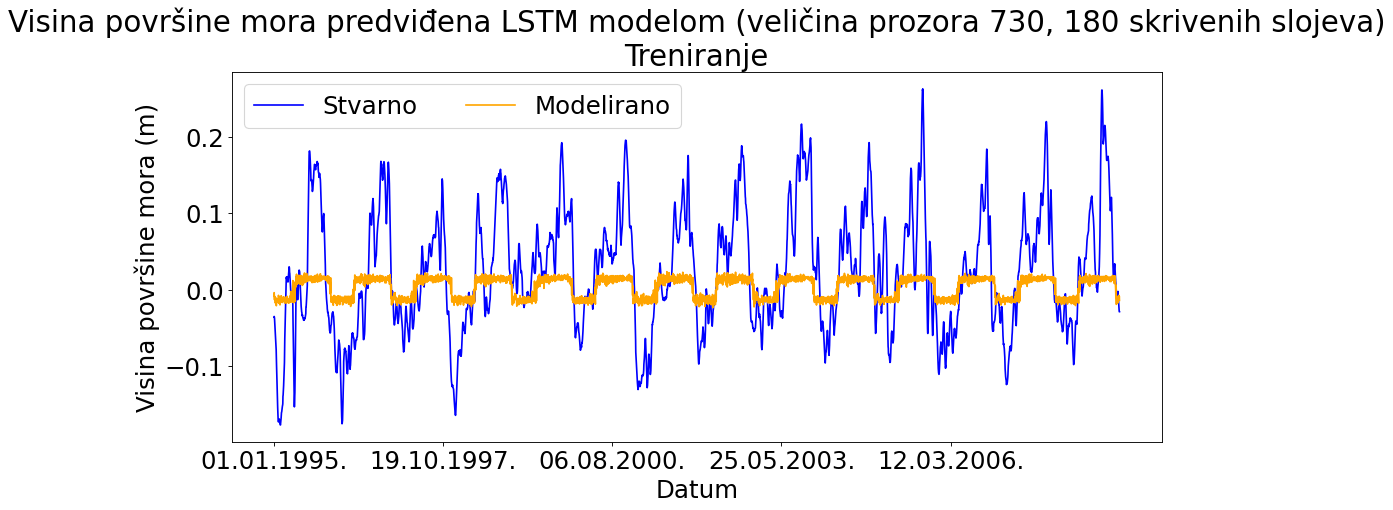 Visina površine mora predviđena LSTM modelom (veličina prozora 730, 180 skrivenih slojeva)
Treniranje
Stvarno
Modelirano
Visina površine mora (m)
0.2
0.1
0.0
−0.1
01.01.1995. 19.10.1997. 06.08.2000. 25.05.2003. 12.03.2006.
Datum